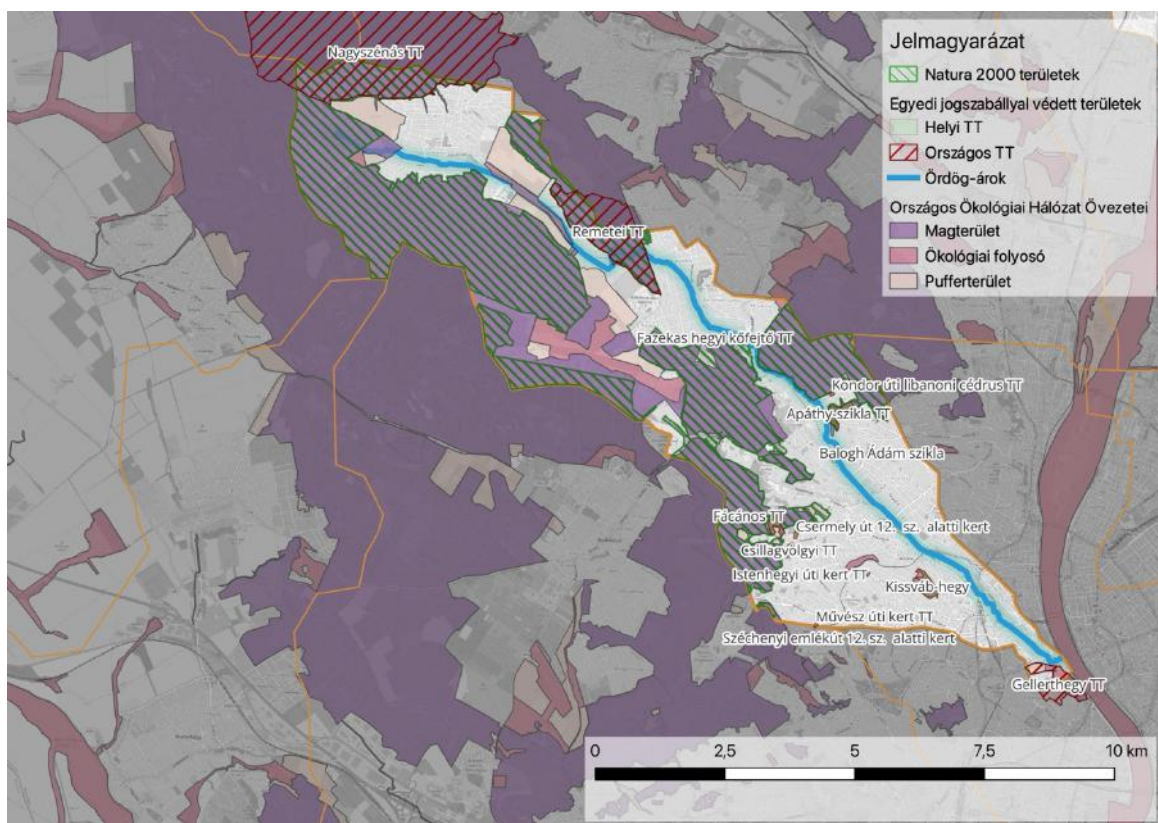 Nagyszénás TT
Jelmagyarázat
Natura 2000 területek
Egyedi jogszabállyal védett területek
Helyi TT
Országos TT
Ördög-árok
Országos Ökológiai Hálózat Övezetei
Magterület
Ökológiai folyosó
Pufferterület
Remetei TT
Fazekas hegyi kőfejtő TT
Kondor úti libanoni cédrus TT
Apáthy-szikla TT
Balogh Ádám szikla
Fácános TT
Csermely út 12. sz. alatti kert
Csillagvölgyi TT
Istenhegyi úti kert TT
Kissváb-hegy
Művész úti kert TT
Széchenyi emlékút 12. sz. alatti kert
Gellérthegy TT
0 2,5 5 7,5 10 km